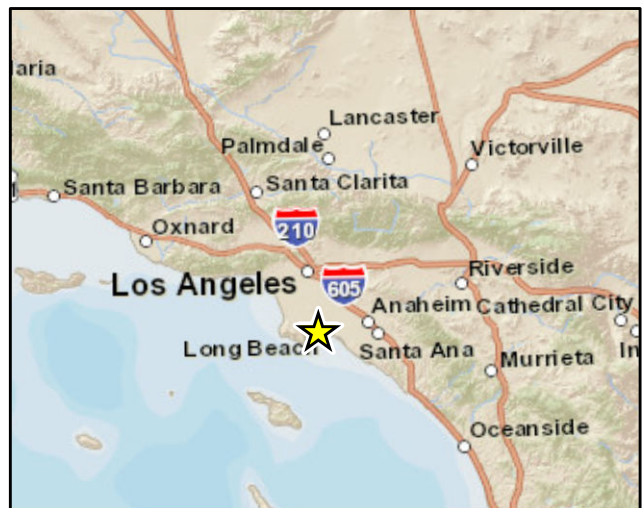 aria
Lancaster
Palmdale
Victorville
Santa Barbara
Santa Clarita
Oxnard
210
Los Angeles
605
Riverside
Anaheim
Cathedral City
Long Beach
Santa Ana
In
Murrieta
Oceanside